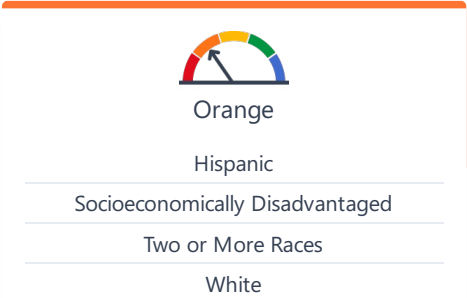 Orange
Hispanic
Socioeconomically Disadvantaged
Two or More Races
White